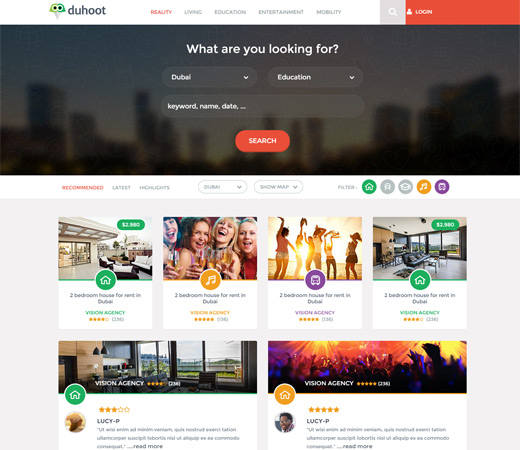 duhoot
REALITY LIVING EDUCATION ENTERTAINMENT MOBILITY LOGIN
What are you looking for?
Dubai Education
keyword, name, date, ...
SEARCH
RECOMMENDED LATEST HIGHLIGHTS DUBAI SHOW MAP FILTER -
$2.980 $2.980
2 bedroom house for rent in Dubai
VISION AGENCY
(236)
2 bedroom house for rent in Dubai
VISION AGENCY
(136)
2 bedroom house for rent in Dubai
VISION AGENCY
(136)
2 bedroom house for rent in Dubai
VISION AGENCY
(236)
VISION AGENCY (236)
LUCY-P
"Ut wisi enim ad minim veniam, quis nostrud exerci tation
ullamcorper suscipit lobortis nisl ut aliquip ex ea commodo
consequat." ....read more
VISION AGENCY (236)
LUCY-P
"Ut wisi enim ad minim veniam, quis nostrud exerci tation
ullamcorper suscipit lobortis nisl ut aliquip ex ea commodo
consequat." ....read more